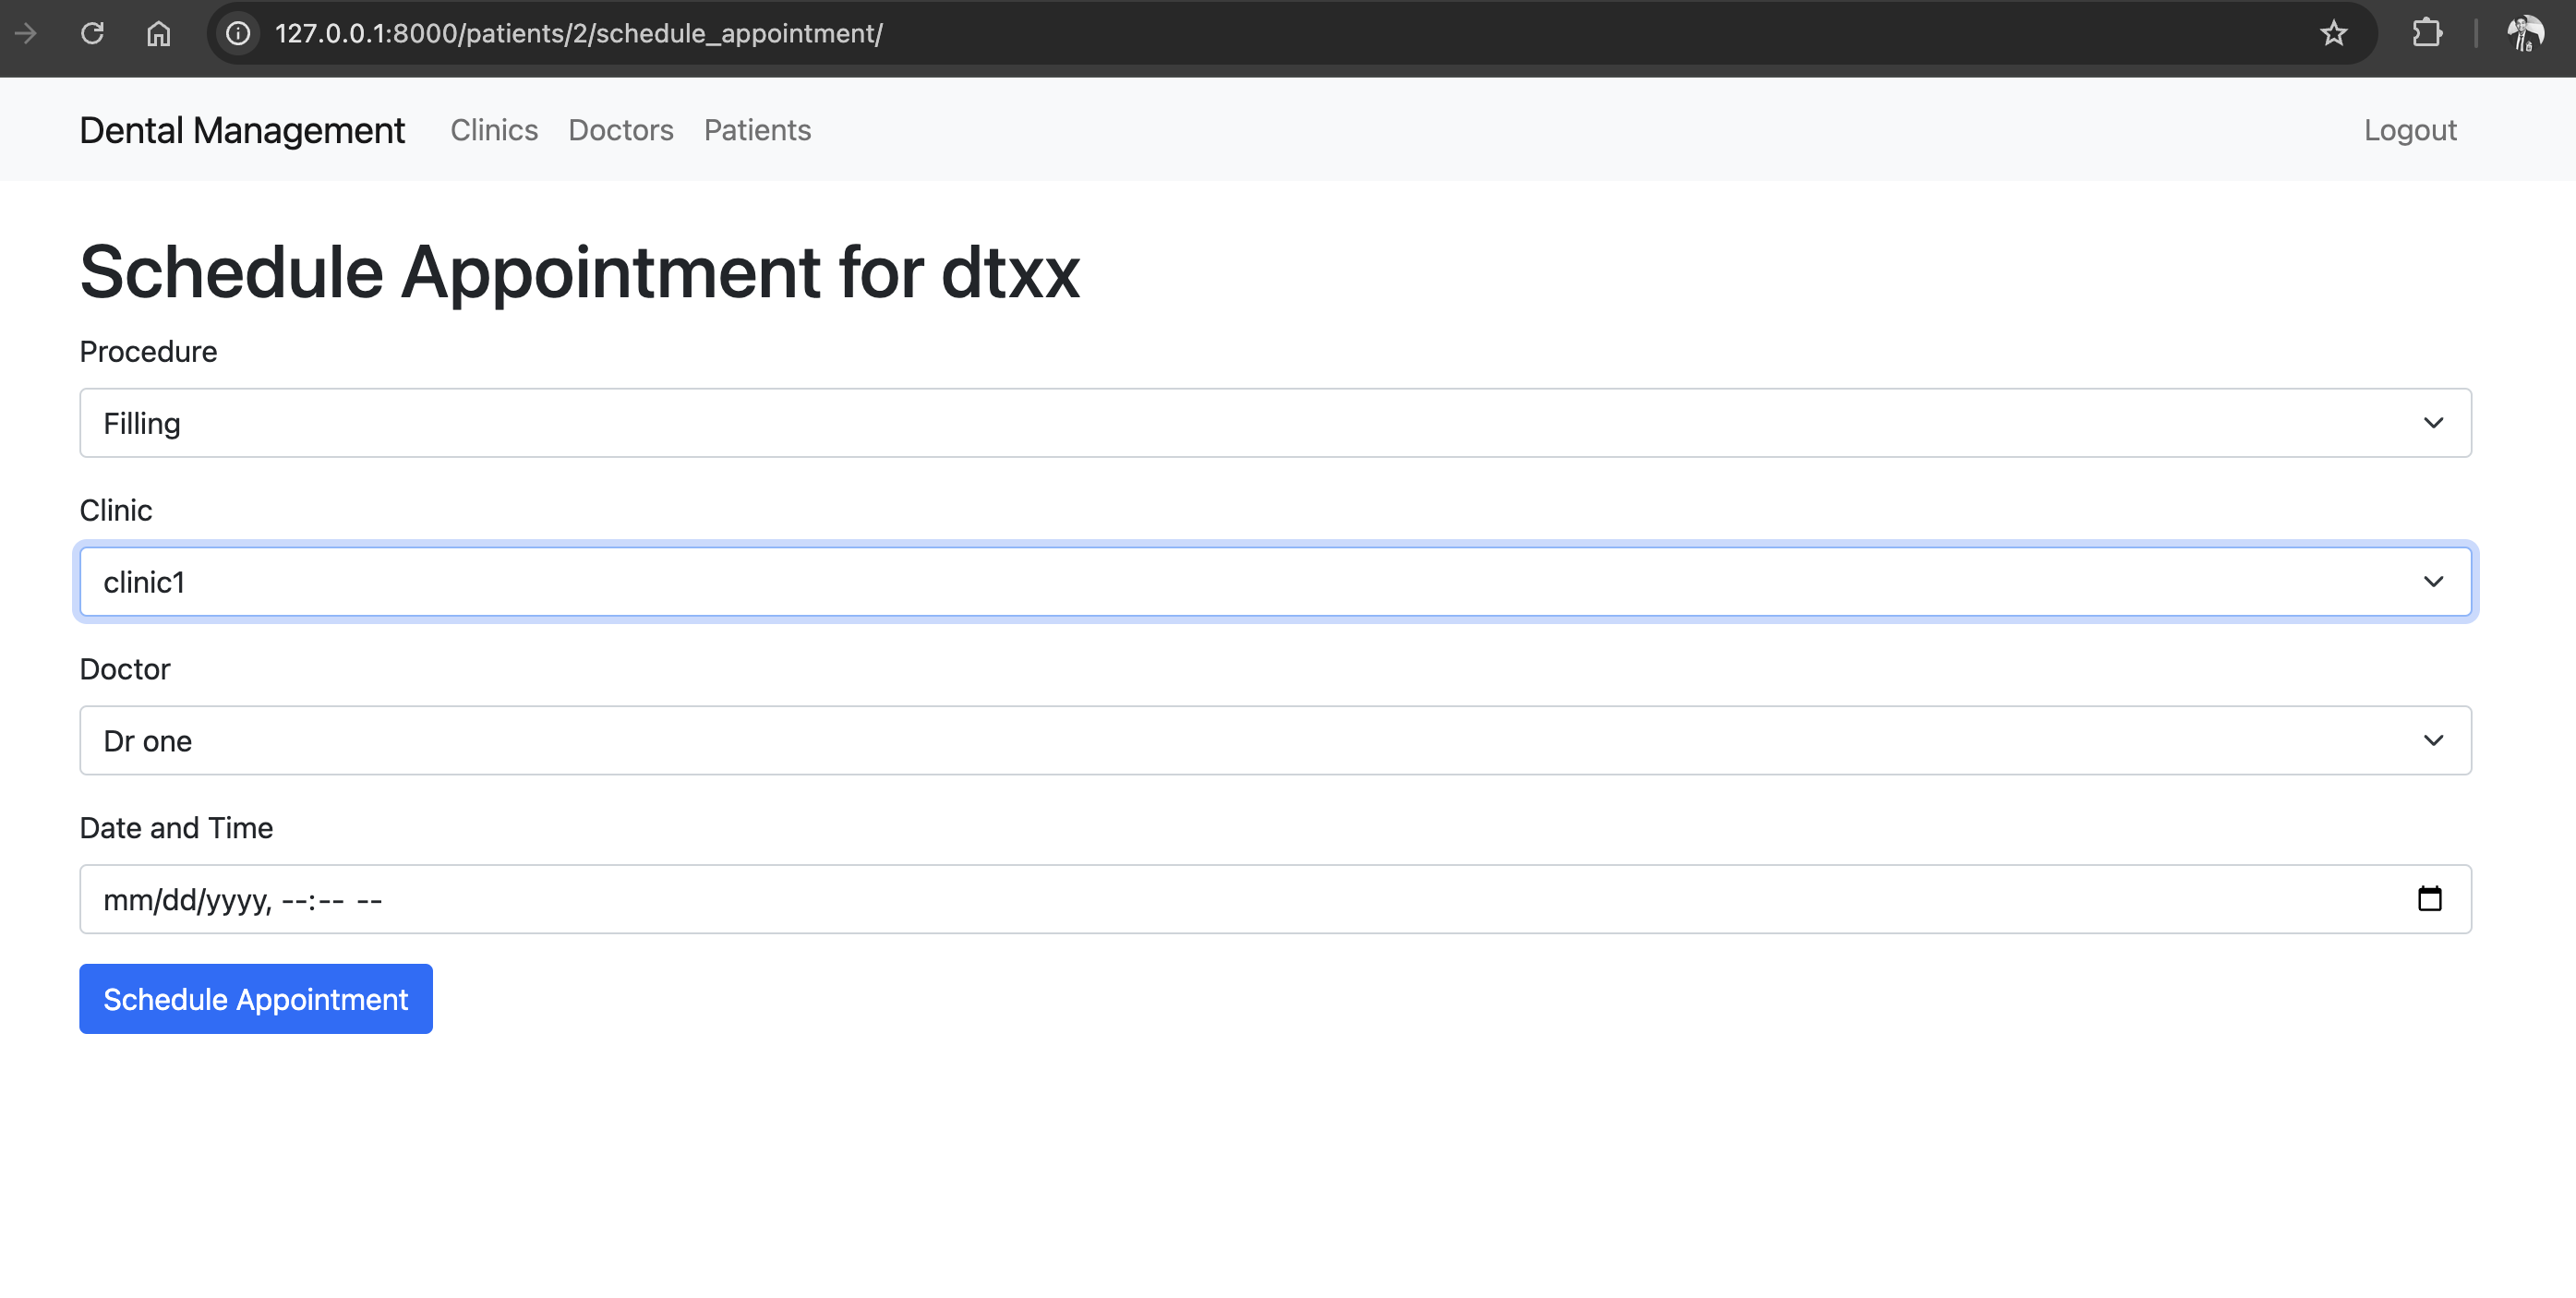 127.0.0.1:8000/patients/2/schedule_appointment/
Dental Management Clinics Doctors Patients Logout
Schedule Appointment for dtxx
Procedure
Filling
Clinic
clinic1
Doctor
Dr one
Date and Time
mm/dd/yyyy, --:-- --
Schedule Appointment